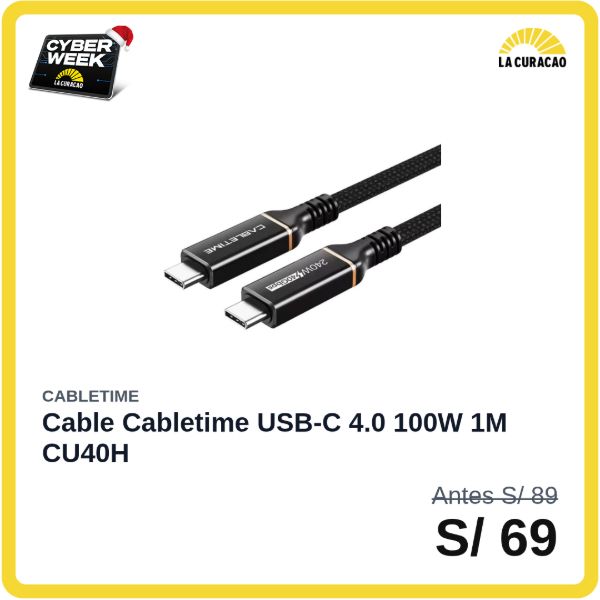 CYBER
WEEK
LA CURACAO
LA CURACAO
CABLETIME
240W
CABLETIME
Cable Cabletime USB-C 4.0 100W 1M
CU40H
Antes S/ 89
S/ 69